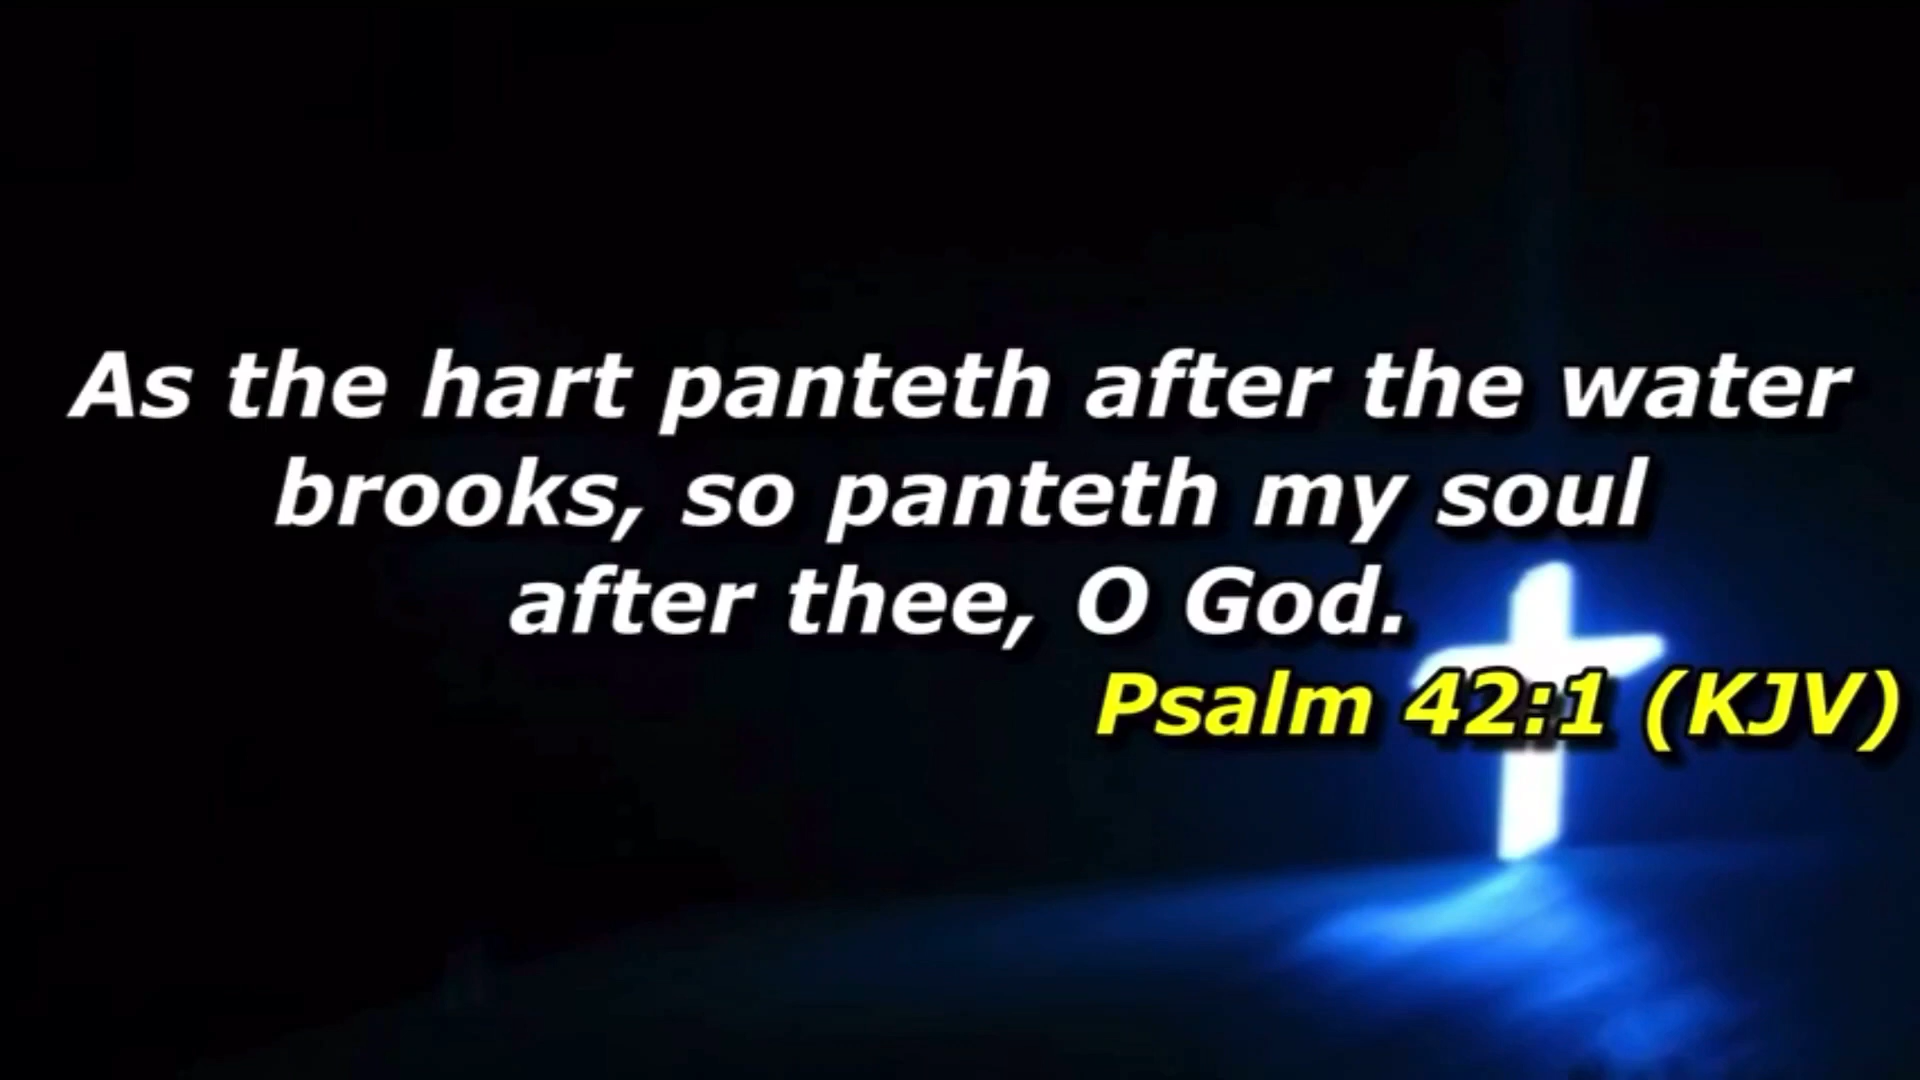 As the hart panteth after the water
brooks, so panteth my soul
after thee, O God.
Psalm 42:1 (KJV)